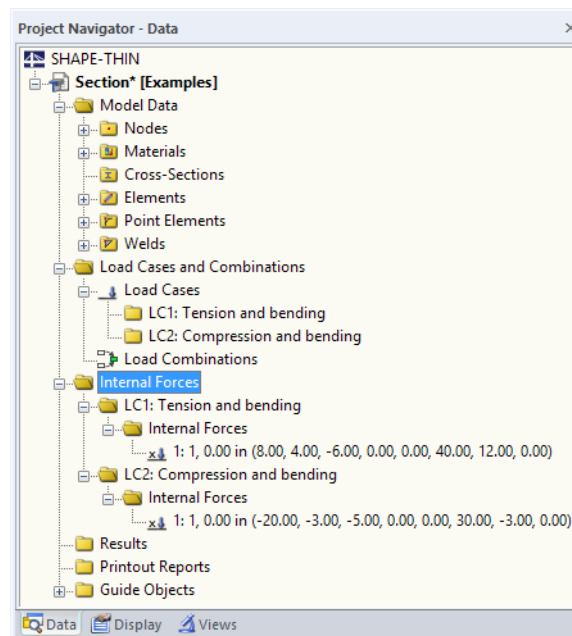 Project Navigator - Data
SHAPE-THIN
Section* [Examples]
Model Data
Nodes
Materials
Cross-Sections
Elements
Point Elements
Welds
Load Cases and Combinations
Load Cases
LC1: Tension and bending
LC2: Compression and bending
Load Combinations
Internal Forces
LC1: Tension and bending
Internal Forces
1: 1, 0.00 in (8.00, 4.00, -6.00, 0.00, 0.00, 40.00, 12.00, 0.00)
LC2: Compression and bending
Internal Forces
1: 1, 0.00 in (-20.00, -3.00, -5.00, 0.00, 0.00, 30.00, -3.00, 0.00)
Results
Printout Reports
Guide Objects
Data Display Views